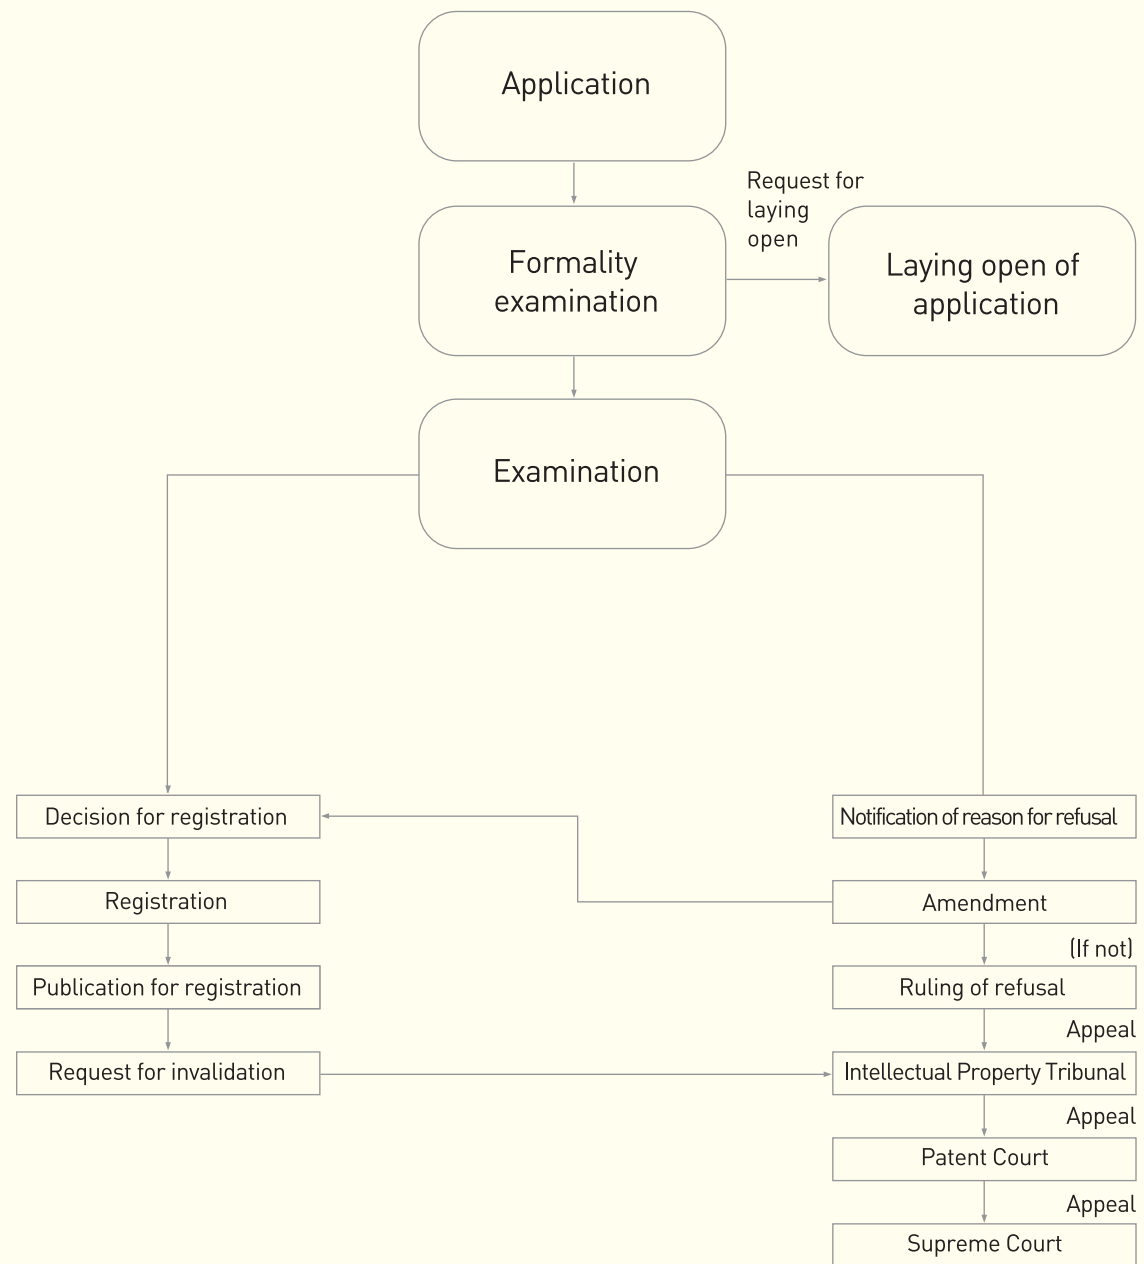 Application
Request for
laying
open
Formality
examination
Laying open of
application
Examination
Decision for registration
Notification of reason for refusal
Registration
Amendment
(If not)
Publication for registration
Ruling of refusal
Appeal
Request for invalidation
Intellectual Property Tribunal
Appeal
Patent Court
Appeal
Supreme Court